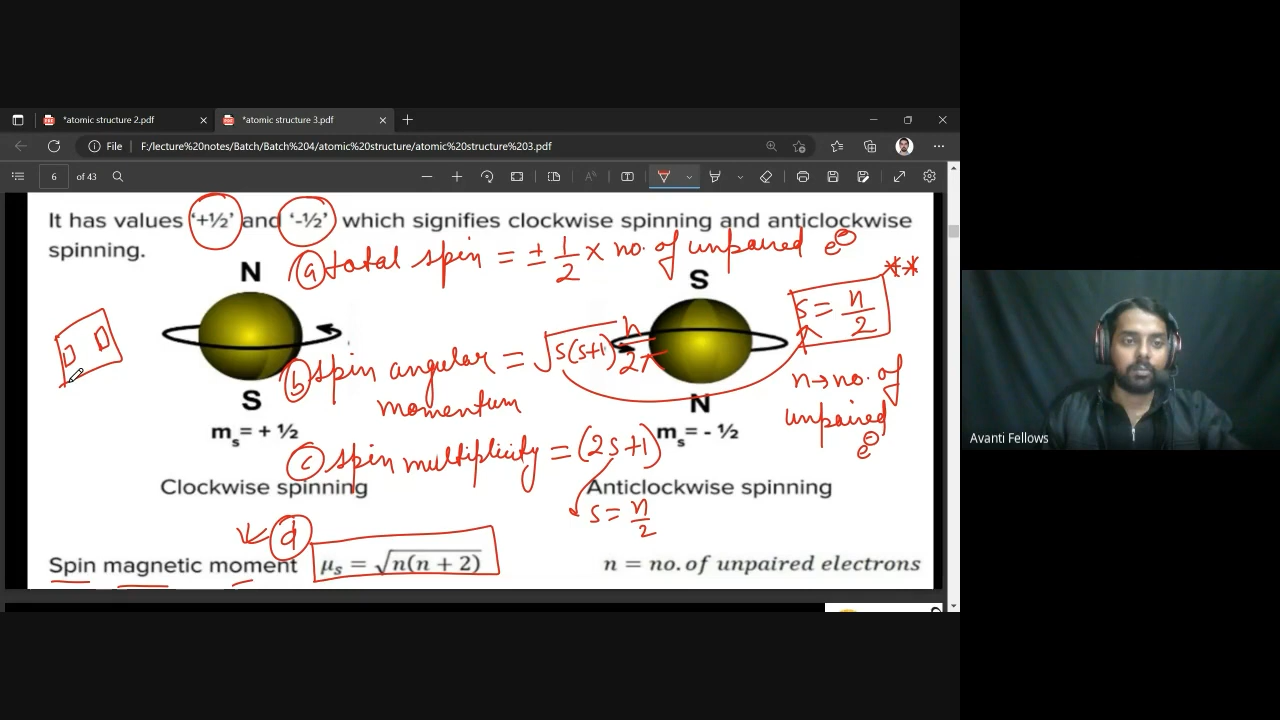 *atomic structure 2.pdf
*atomic structure 3.pdf
File F:/lecture%20notes/Batch/Batch%204/atomic%20structure/atomic%20structure%203.pdf
6 of 43
It has values ‘+½’ and ‘-½’ which signifies clockwise spinning and anticlockwise
spinning.
(a) total spin = ± 1/2 × no. of unpaired e⊖
N
S
s = n/2 **
(b) spin angular momentum = √s(s+1) h/2π
n → no. of
unpaired
e⊖
S
N
m_s = + ½
m_s = - ½
(c) spin multiplicity = (2s+1)
Clockwise spinning
Anticlockwise spinning
s = n/2
(d)
Spin magnetic moment μ_s = √n(n + 2)
n = no. of unpaired electrons
Avanti Fellows